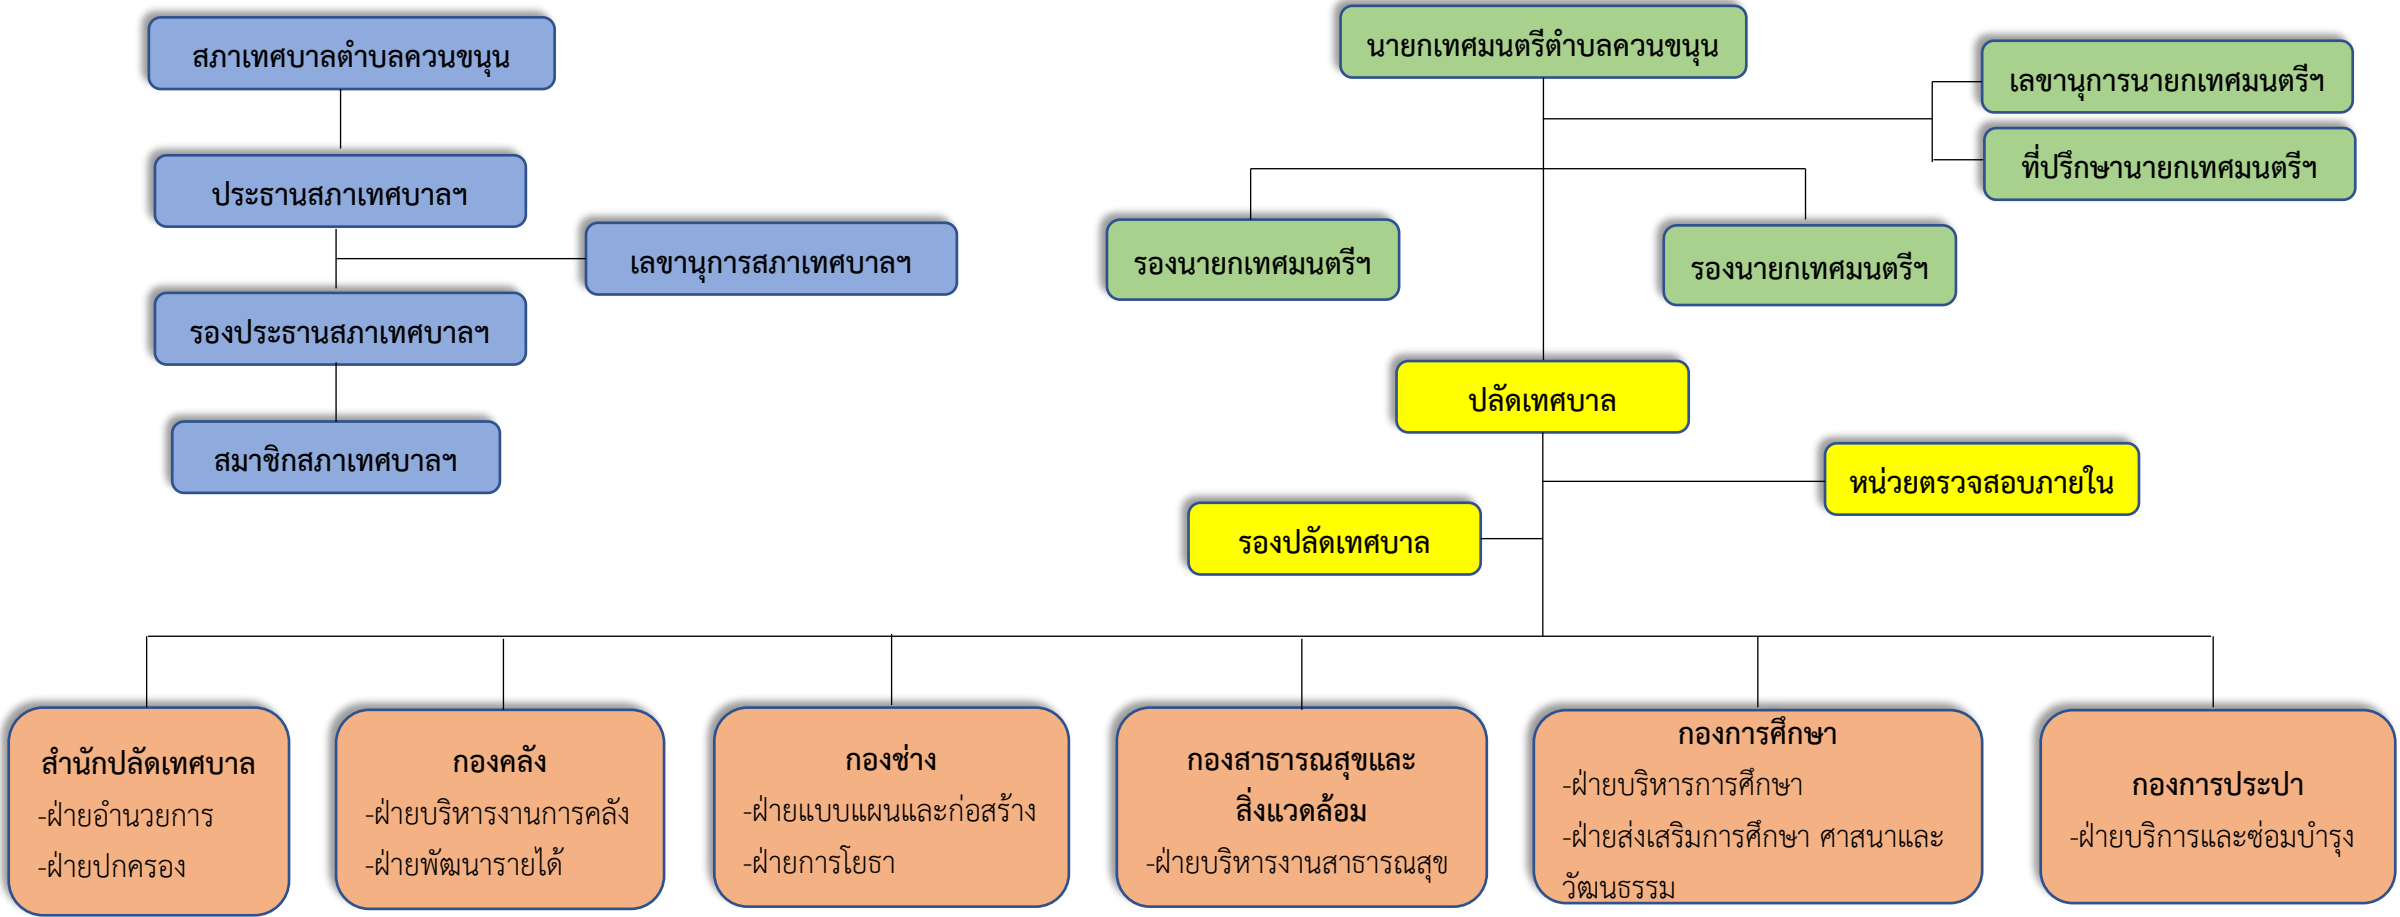 สภาเทศบาลตำบลควนขนุน
ประธานสภาเทศบาลฯ
เลขานุการสภาเทศบาลฯ
รองประธานสภาเทศบาลฯ
สมาชิกสภาเทศบาลฯ
นายกเทศมนตรีตำบลควนขนุน
เลขานุการนายกเทศมนตรีฯ
ที่ปรึกษานายกเทศมนตรีฯ
รองนายกเทศมนตรีฯ
รองนายกเทศมนตรีฯ
ปลัดเทศบาล
หน่วยตรวจสอบภายใน
รองปลัดเทศบาล
สำนักปลัดเทศบาล
-ฝ่ายอำนวยการ
-ฝ่ายปกครอง
กองคลัง
-ฝ่ายบริหารงานการคลัง
-ฝ่ายพัฒนารายได้
กองช่าง
-ฝ่ายแบบแผนและก่อสร้าง
-ฝ่ายการโยธา
กองสาธารณสุขและ
สิ่งแวดล้อม
-ฝ่ายบริหารงานสาธารณสุข
กองการศึกษา
-ฝ่ายบริหารการศึกษา
-ฝ่ายส่งเสริมการศึกษา ศาสนาและ
วัฒนธรรม
กองการประปา
-ฝ่ายบริการและซ่อมบำรุง